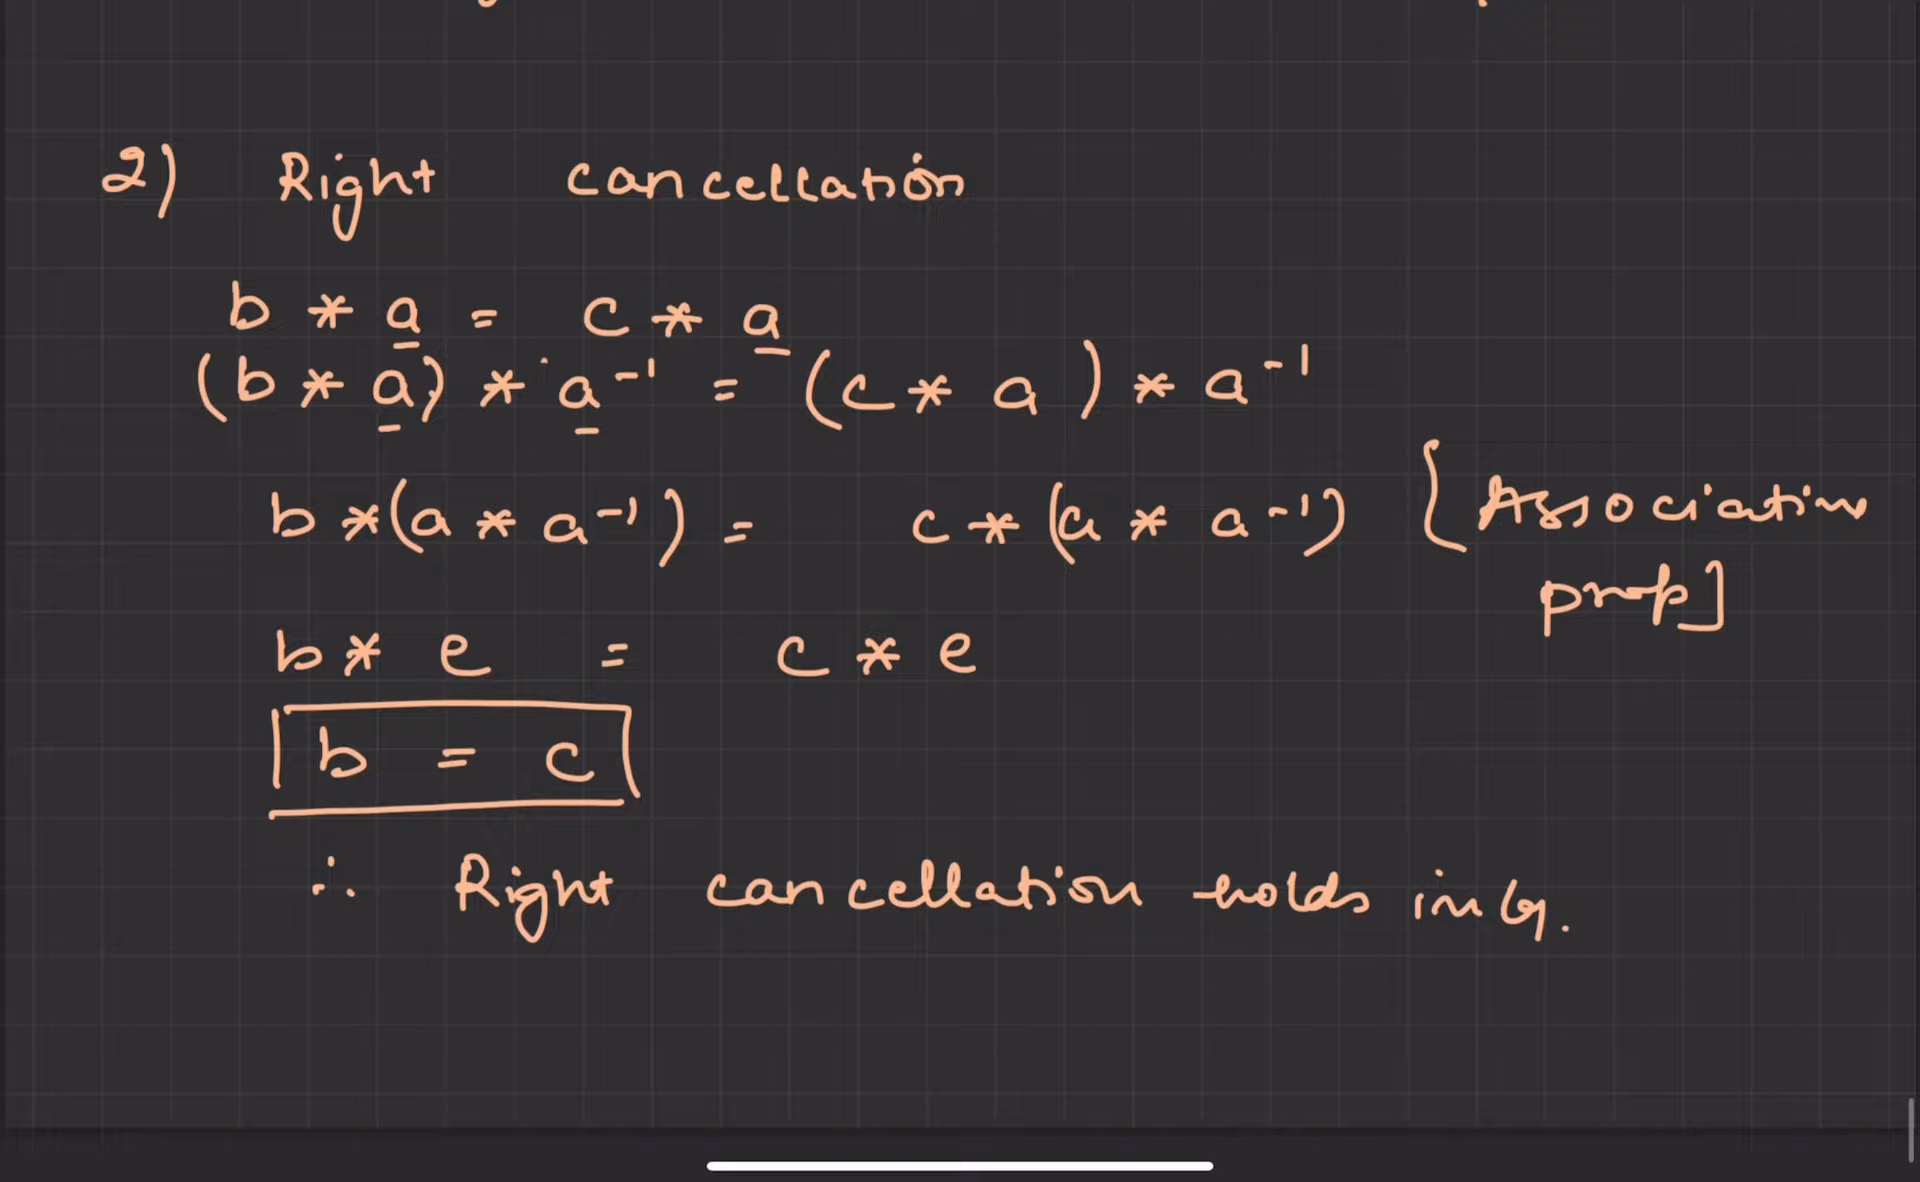 2) Right cancellation
b * a = c * a
(b * a) * a⁻¹ = (c * a) * a⁻¹
b * (a * a⁻¹) = c * (a * a⁻¹) [Associative
prop]
b * e = c * e
b = c
∴ Right cancellation holds in G.